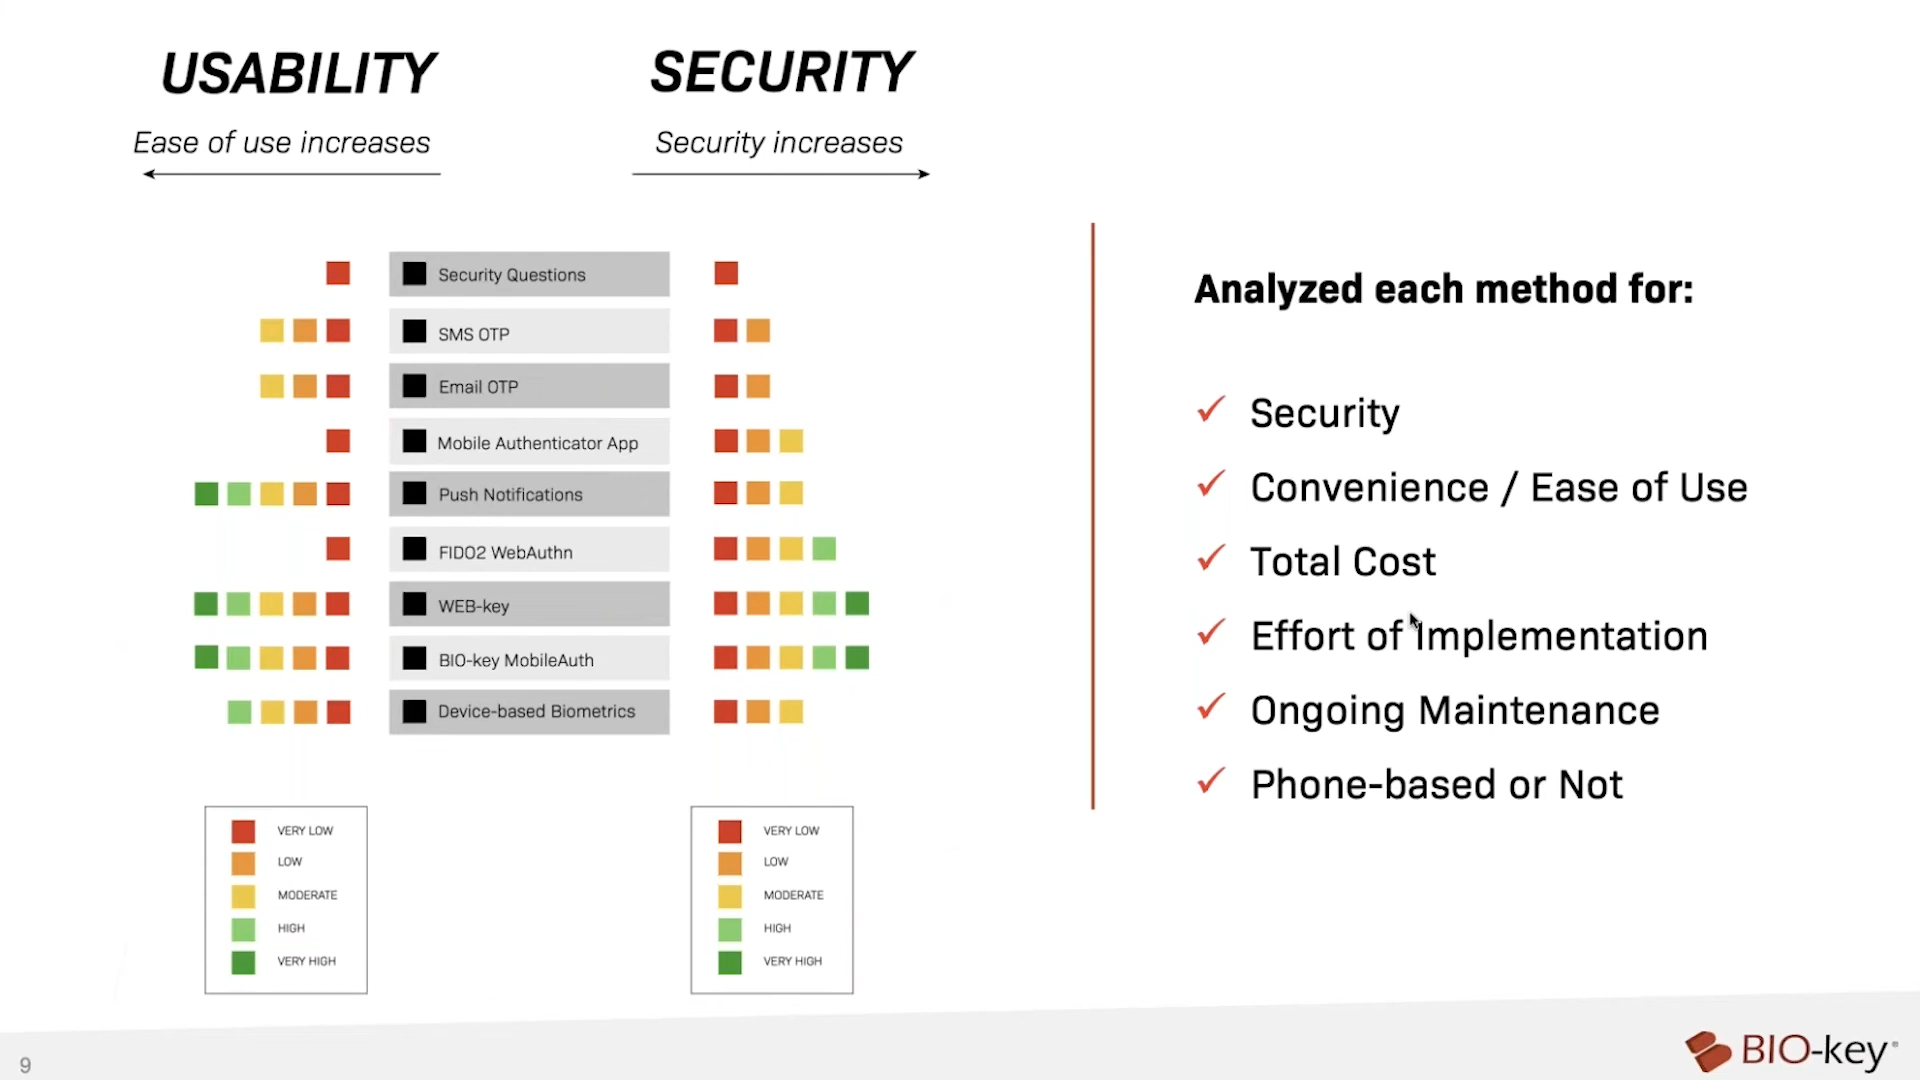 USABILITY
Ease of use increases
SECURITY
Security increases
Security Questions
SMS OTP
Email OTP
Mobile Authenticator App
Push Notifications
FIDO2 WebAuthn
WEB-key
BIO-key MobileAuth
Device-based Biometrics
VERY LOW
LOW
MODERATE
HIGH
VERY HIGH
VERY LOW
LOW
MODERATE
HIGH
VERY HIGH
Analyzed each method for:
✓ Security
✓ Convenience / Ease of Use
✓ Total Cost
✓ Effort of Implementation
✓ Ongoing Maintenance
✓ Phone-based or Not
9
BIO-key®